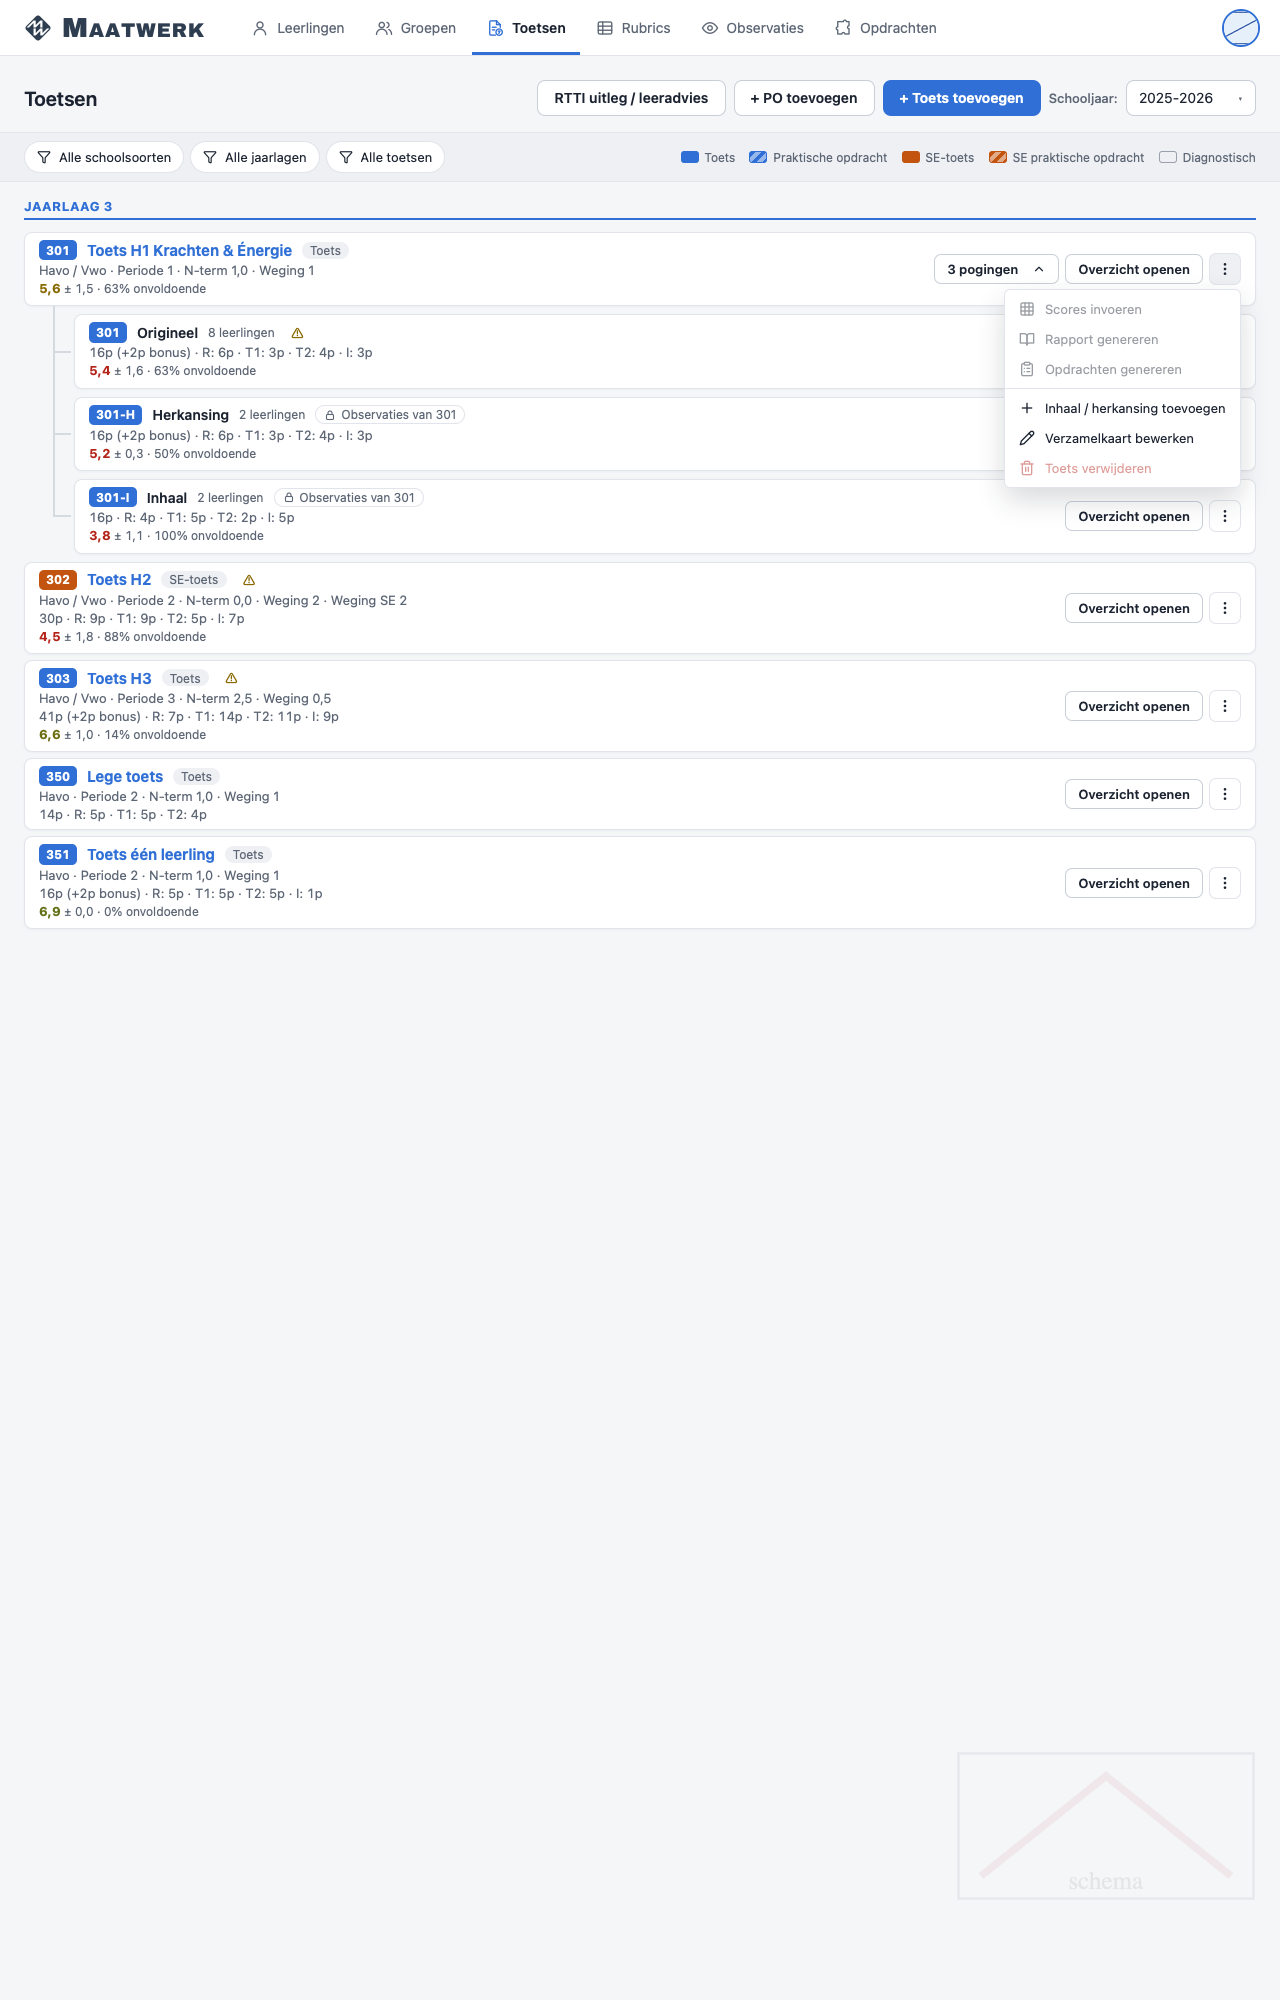 MAATWERK
Leerlingen
Groepen
Toetsen
Rubrics
Observaties
Opdrachten
Toetsen
RTTI uitleg / leeradvies
+ PO toevoegen
+ Toets toevoegen
Schooljaar:
2025-2026
Alle schoolsoorten
Alle jaarlagen
Alle toetsen
Toets
Praktische opdracht
SE-toets
SE praktische opdracht
Diagnostisch
JAARLAAG 3
301 Toets H1 Krachten & Énergie Toets
Havo / Vwo · Periode 1 · N-term 1,0 · Weging 1
5,6 ± 1,5 · 63% onvoldoende
3 pogingen
Overzicht openen
Scores invoeren
Rapport genereren
Opdrachten genereren
Inhaal / herkansing toevoegen
Verzamelkaart bewerken
Toets verwijderen
301 Origineel 8 leerlingen
16p (+2p bonus) · R: 6p · T1: 3p · T2: 4p · I: 3p
5,4 ± 1,6 · 63% onvoldoende
301-H Herkansing 2 leerlingen Observaties van 301
16p (+2p bonus) · R: 6p · T1: 3p · T2: 4p · I: 3p
5,2 ± 0,3 · 50% onvoldoende
301-I Inhaal 2 leerlingen Observaties van 301
16p · R: 4p · T1: 5p · T2: 2p · I: 5p
3,8 ± 1,1 · 100% onvoldoende
Overzicht openen
302 Toets H2 SE-toets
Havo / Vwo · Periode 2 · N-term 0,0 · Weging 2 · Weging SE 2
30p · R: 9p · T1: 9p · T2: 5p · I: 7p
4,5 ± 1,8 · 88% onvoldoende
Overzicht openen
303 Toets H3 Toets
Havo / Vwo · Periode 3 · N-term 2,5 · Weging 0,5
41p (+2p bonus) · R: 7p · T1: 14p · T2: 11p · I: 9p
6,6 ± 1,0 · 14% onvoldoende
Overzicht openen
350 Lege toets Toets
Havo · Periode 2 · N-term 1,0 · Weging 1
14p · R: 5p · T1: 5p · T2: 4p
Overzicht openen
351 Toets één leerling Toets
Havo · Periode 2 · N-term 1,0 · Weging 1
16p (+2p bonus) · R: 5p · T1: 5p · T2: 5p · I: 1p
6,9 ± 0,0 · 0% onvoldoende
Overzicht openen
schema